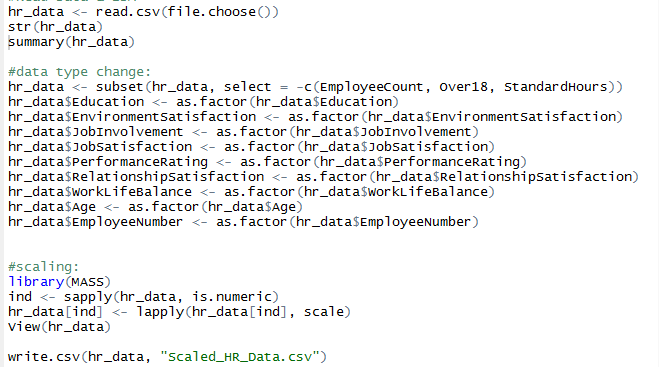 hr_data <- read.csv(file.choose())
str(hr_data)
summary(hr_data)
#data type change:
hr_data <- subset(hr_data, select = -c(EmployeeCount, Over18, StandardHours))
hr_data$Education <- as.factor(hr_data$Education)
hr_data$EnvironmentSatisfaction <- as.factor(hr_data$EnvironmentSatisfaction)
hr_data$JobInvolvement <- as.factor(hr_data$JobInvolvement)
hr_data$JobSatisfaction <- as.factor(hr_data$JobSatisfaction)
hr_data$PerformanceRating <- as.factor(hr_data$PerformanceRating)
hr_data$RelationshipSatisfaction <- as.factor(hr_data$RelationshipSatisfaction)
hr_data$WorkLifeBalance <- as.factor(hr_data$WorkLifeBalance)
hr_data$Age <- as.factor(hr_data$Age)
hr_data$EmployeeNumber <- as.factor(hr_data$EmployeeNumber)
#scaling:
library(MASS)
ind <- sapply(hr_data, is.numeric)
hr_data[ind] <- lapply(hr_data[ind], scale)
View(hr_data)
write.csv(hr_data, "Scaled_HR_Data.csv")